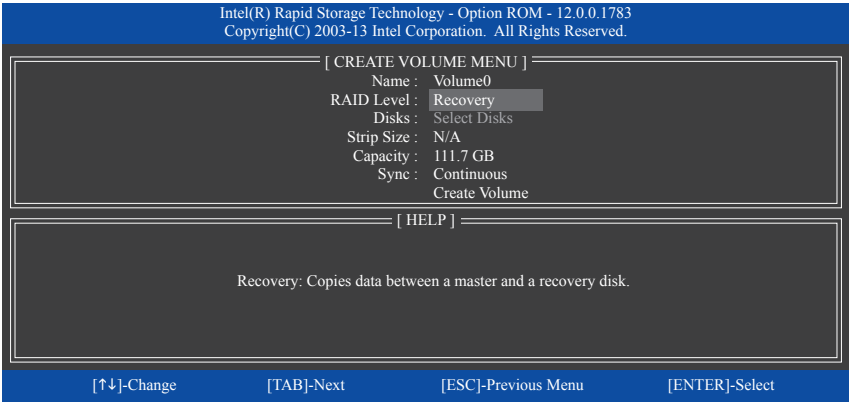 Intel(R) Rapid Storage Technology - Option ROM - 12.0.0.1783
Copyright(C) 2003-13 Intel Corporation.  All Rights Reserved.
[ CREATE VOLUME MENU ]
Name :  Volume0
RAID Level :  Recovery
Disks :  Select Disks
Strip Size :  N/A
Capacity :  111.7 GB
Sync :  Continuous
Create Volume
[ HELP ]
Recovery: Copies data between a master and a recovery disk.
[↑↓]-Change  [TAB]-Next  [ESC]-Previous Menu  [ENTER]-Select